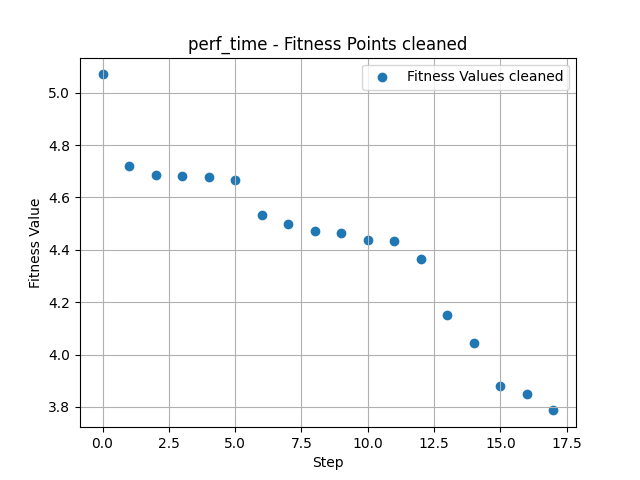 perf_time - Fitness Points cleaned
Fitness Values cleaned
5.0
4.8
4.6
4.4
4.2
4.0
3.8
Fitness Value
0.0 2.5 5.0 7.5 10.0 12.5 15.0 17.5
Step